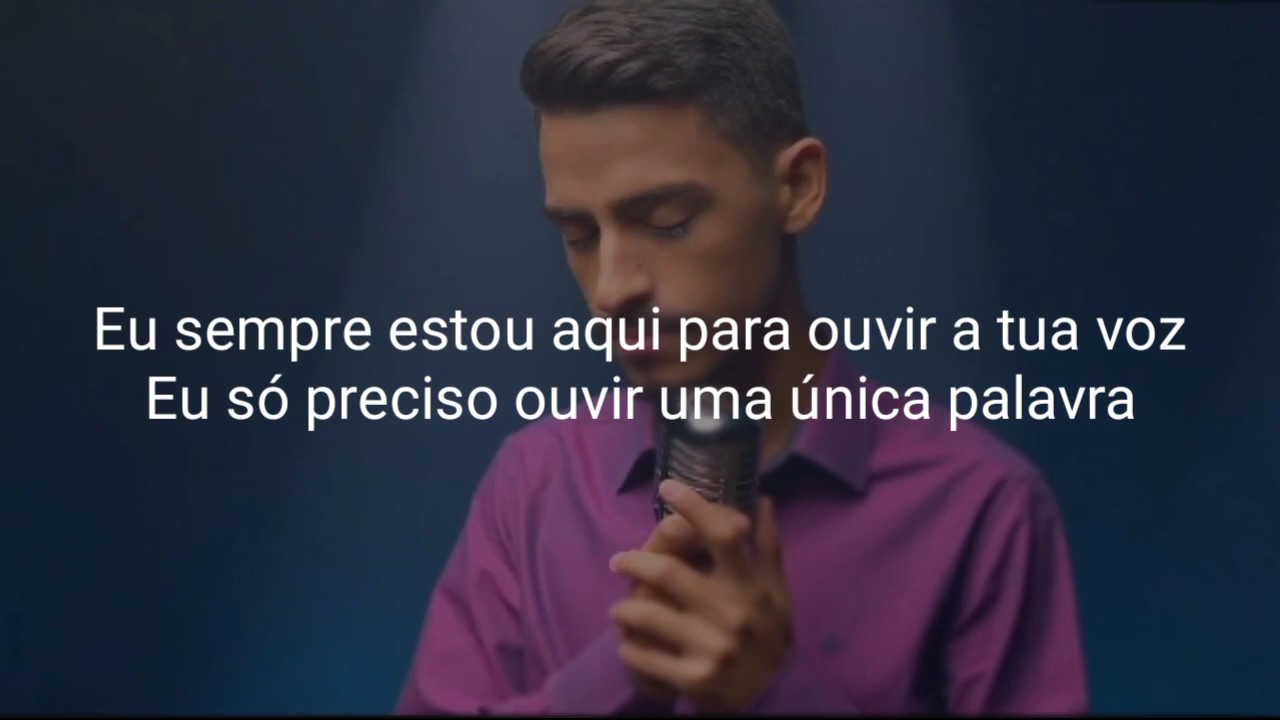 Eu sempre estou aqui para ouvir a tua voz
Eu só preciso ouvir uma única palavra